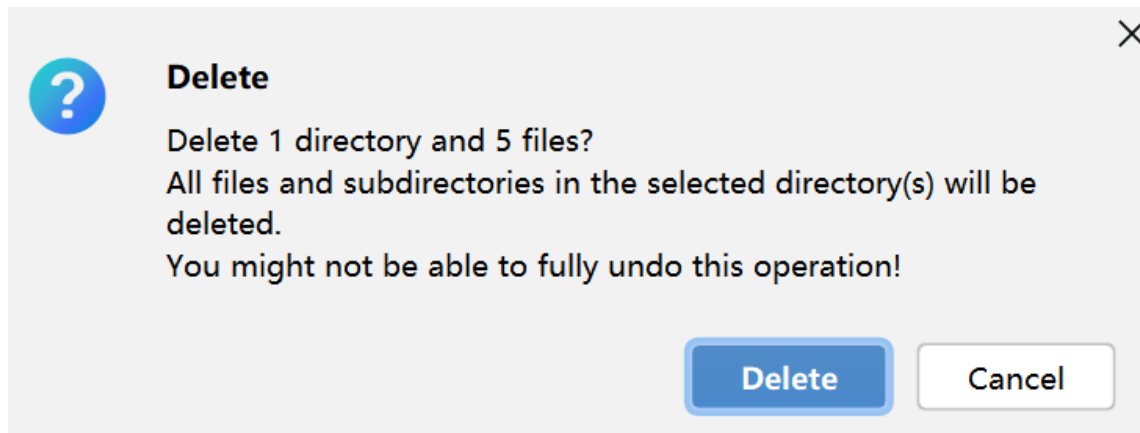 Delete
Delete 1 directory and 5 files?
All files and subdirectories in the selected directory(s) will be
deleted.
You might not be able to fully undo this operation!
Delete
Cancel